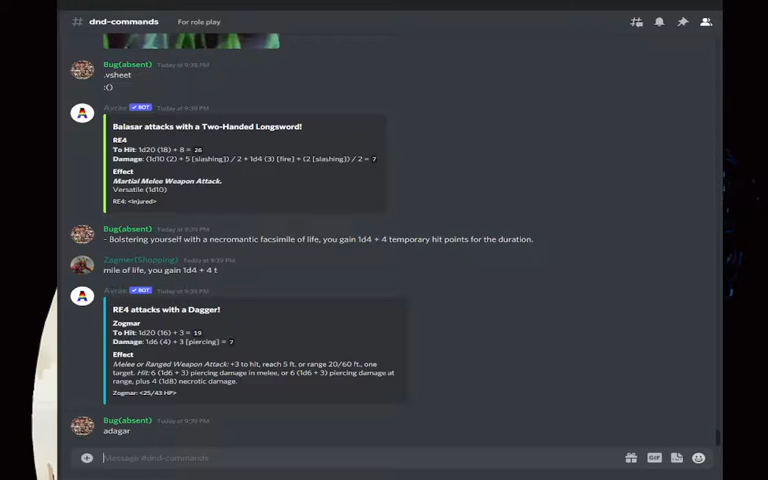 # dnd-commands For role play
Bug(absent) Today at 9:38 PM
.vsheet
:()
Avrae ✓BOT Today at 9:39 PM
Balasar attacks with a Two-Handed Longsword!
RE4
To Hit: 1d20 (18) + 8 = 26
Damage: (1d10 (2) + 5 [slashing]) / 2 + 1d4 (3) [fire] + (2 [slashing]) / 2 = 7
Effect
Martial Melee Weapon Attack.
Versatile (1d10)
RE4: <Injured>
Bug(absent) Today at 9:39 PM
- Bolstering yourself with a necromantic facsimile of life, you gain 1d4 + 4 temporary hit points for the duration.
Zogmer(Shopping) Today at 9:39 PM
mile of life, you gain 1d4 + 4 t
Avrae ✓BOT Today at 9:39 PM
RE4 attacks with a Dagger!
Zogmar
To Hit: 1d20 (16) + 3 = 19
Damage: 1d6 (4) + 3 [piercing] = 7
Effect
Melee or Ranged Weapon Attack: +3 to hit, reach 5 ft. or range 20/60 ft., one
target. Hit: 6 (1d6 + 3) piercing damage in melee, or 6 (1d6 + 3) piercing damage at
range, plus 4 (1d8) necrotic damage.
Zogmar: <25/43 HP>
Bug(absent) Today at 9:39 PM
adagar
Message #dnd-commands
GIF